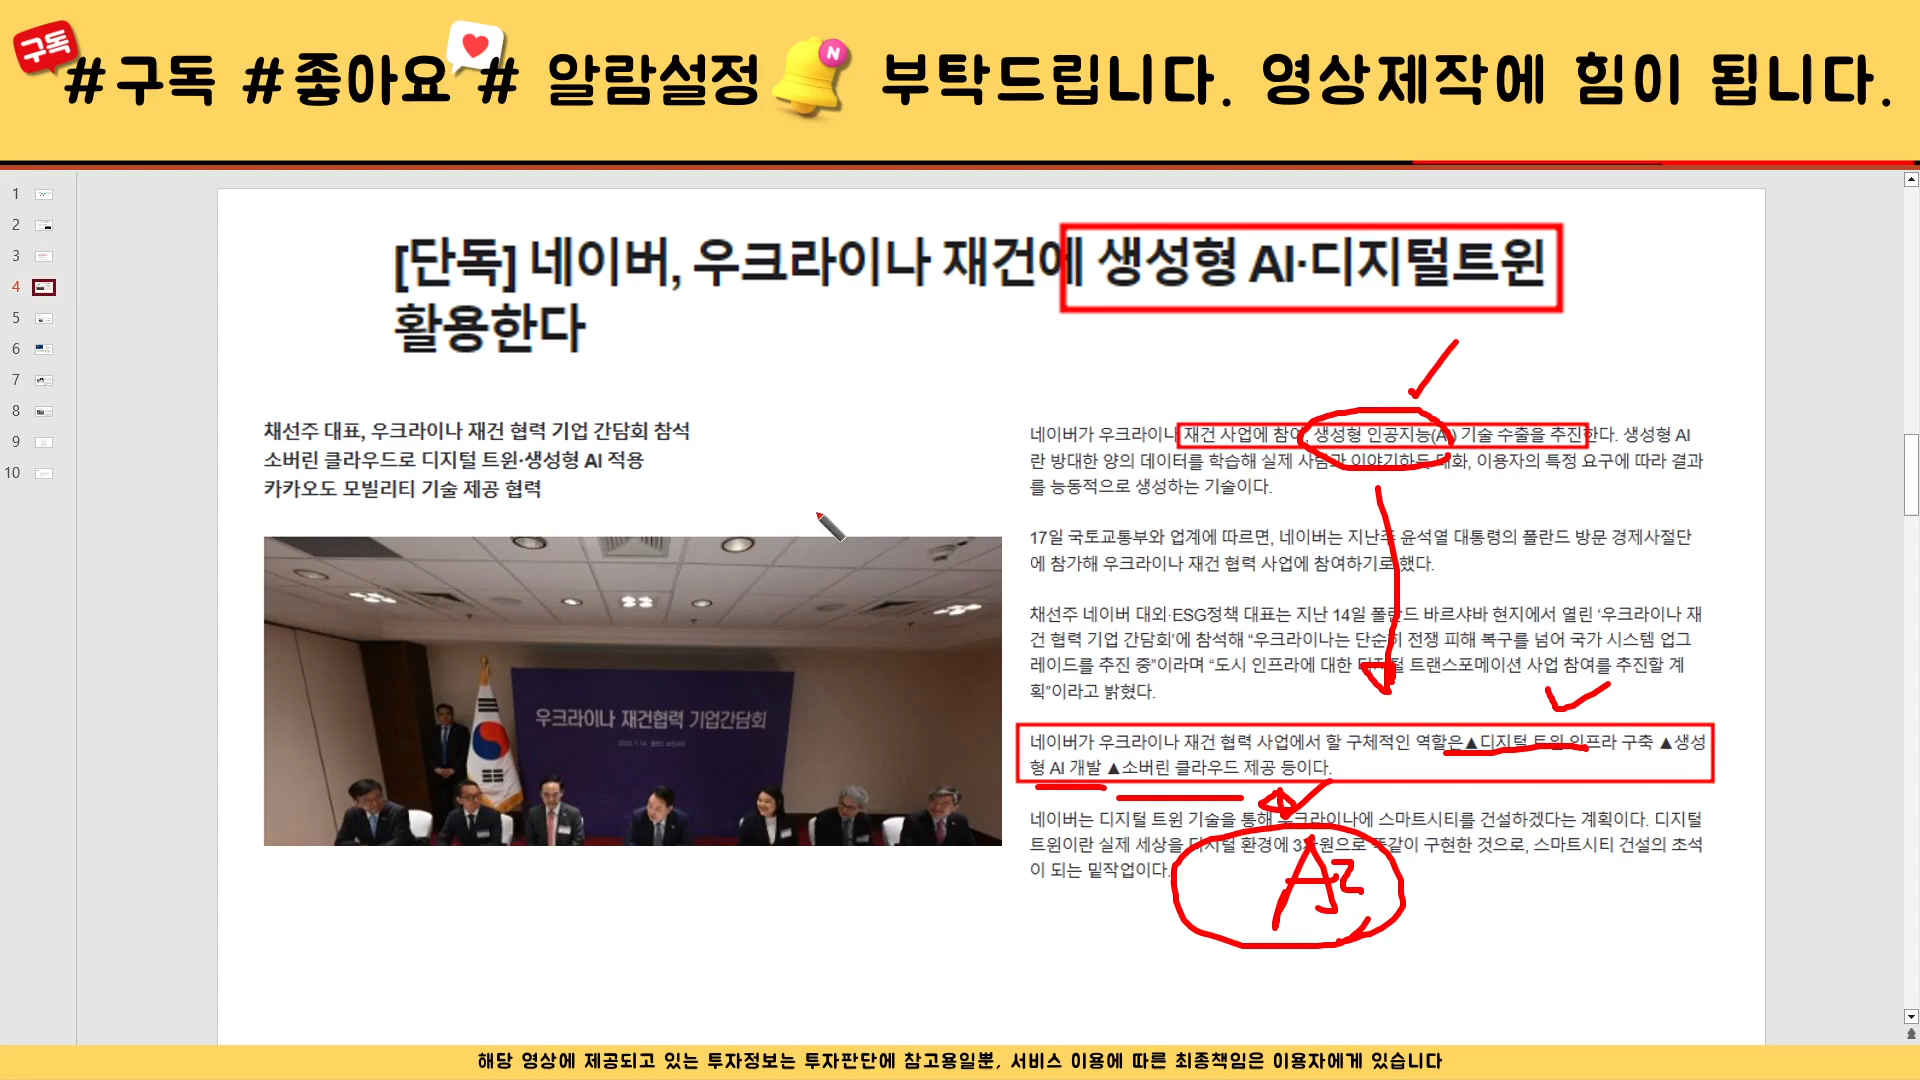 구독
#구독 #좋아요 # 알람설정 N 부탁드립니다. 영상제작에 힘이 됩니다.
1
2
3
4
5
6
7
8
9
10
[단독] 네이버, 우크라이나 재건에 생성형 AI·디지털트윈
활용한다
채선주 대표, 우크라이나 재건 협력 기업 간담회 참석
소버린 클라우드로 디지털 트윈·생성형 AI 적용
카카오도 모빌리티 기술 제공 협력
우크라이나 재건협력 기업간담회
네이버가 우크라이나 재건 사업에 참여, 생성형 인공지능(AI) 기술 수출을 추진한다. 생성형 AI
란 방대한 양의 데이터를 학습해 실제 사람과 이야기하듯 대화, 이용자의 특정 요구에 따라 결과
를 능동적으로 생성하는 기술이다.
17일 국토교통부와 업계에 따르면, 네이버는 지난주 윤석열 대통령의 폴란드 방문 경제사절단
에 참가해 우크라이나 재건 협력 사업에 참여하기로 했다.
채선주 네이버 대외·ESG정책 대표는 지난 14일 폴란드 바르샤바 현지에서 열린 ‘우크라이나 재
건 협력 기업 간담회’에 참석해 “우크라이나는 단순히 전쟁 피해 복구를 넘어 국가 시스템 업그
레이드를 추진 중”이라며 “도시 인프라에 대한 디지털 트랜스포메이션 사업 참여를 추진할 계
획”이라고 밝혔다.
네이버가 우크라이나 재건 협력 사업에서 할 구체적인 역할은▲디지털 트윈 인프라 구축 ▲생성
형 AI 개발 ▲소버린 클라우드 제공 등이다.
네이버는 디지털 트윈 기술을 통해 우크라이나에 스마트시티를 건설하겠다는 계획이다. 디지털
트윈이란 실제 세상을 디지털 환경에 3차원으로 똑같이 구현한 것으로, 스마트시티 건설의 초석
이 되는 밑작업이다.
해당 영상에 제공되고 있는 투자정보는 투자판단에 참고용일뿐, 서비스 이용에 따른 최종책임은 이용자에게 있습니다